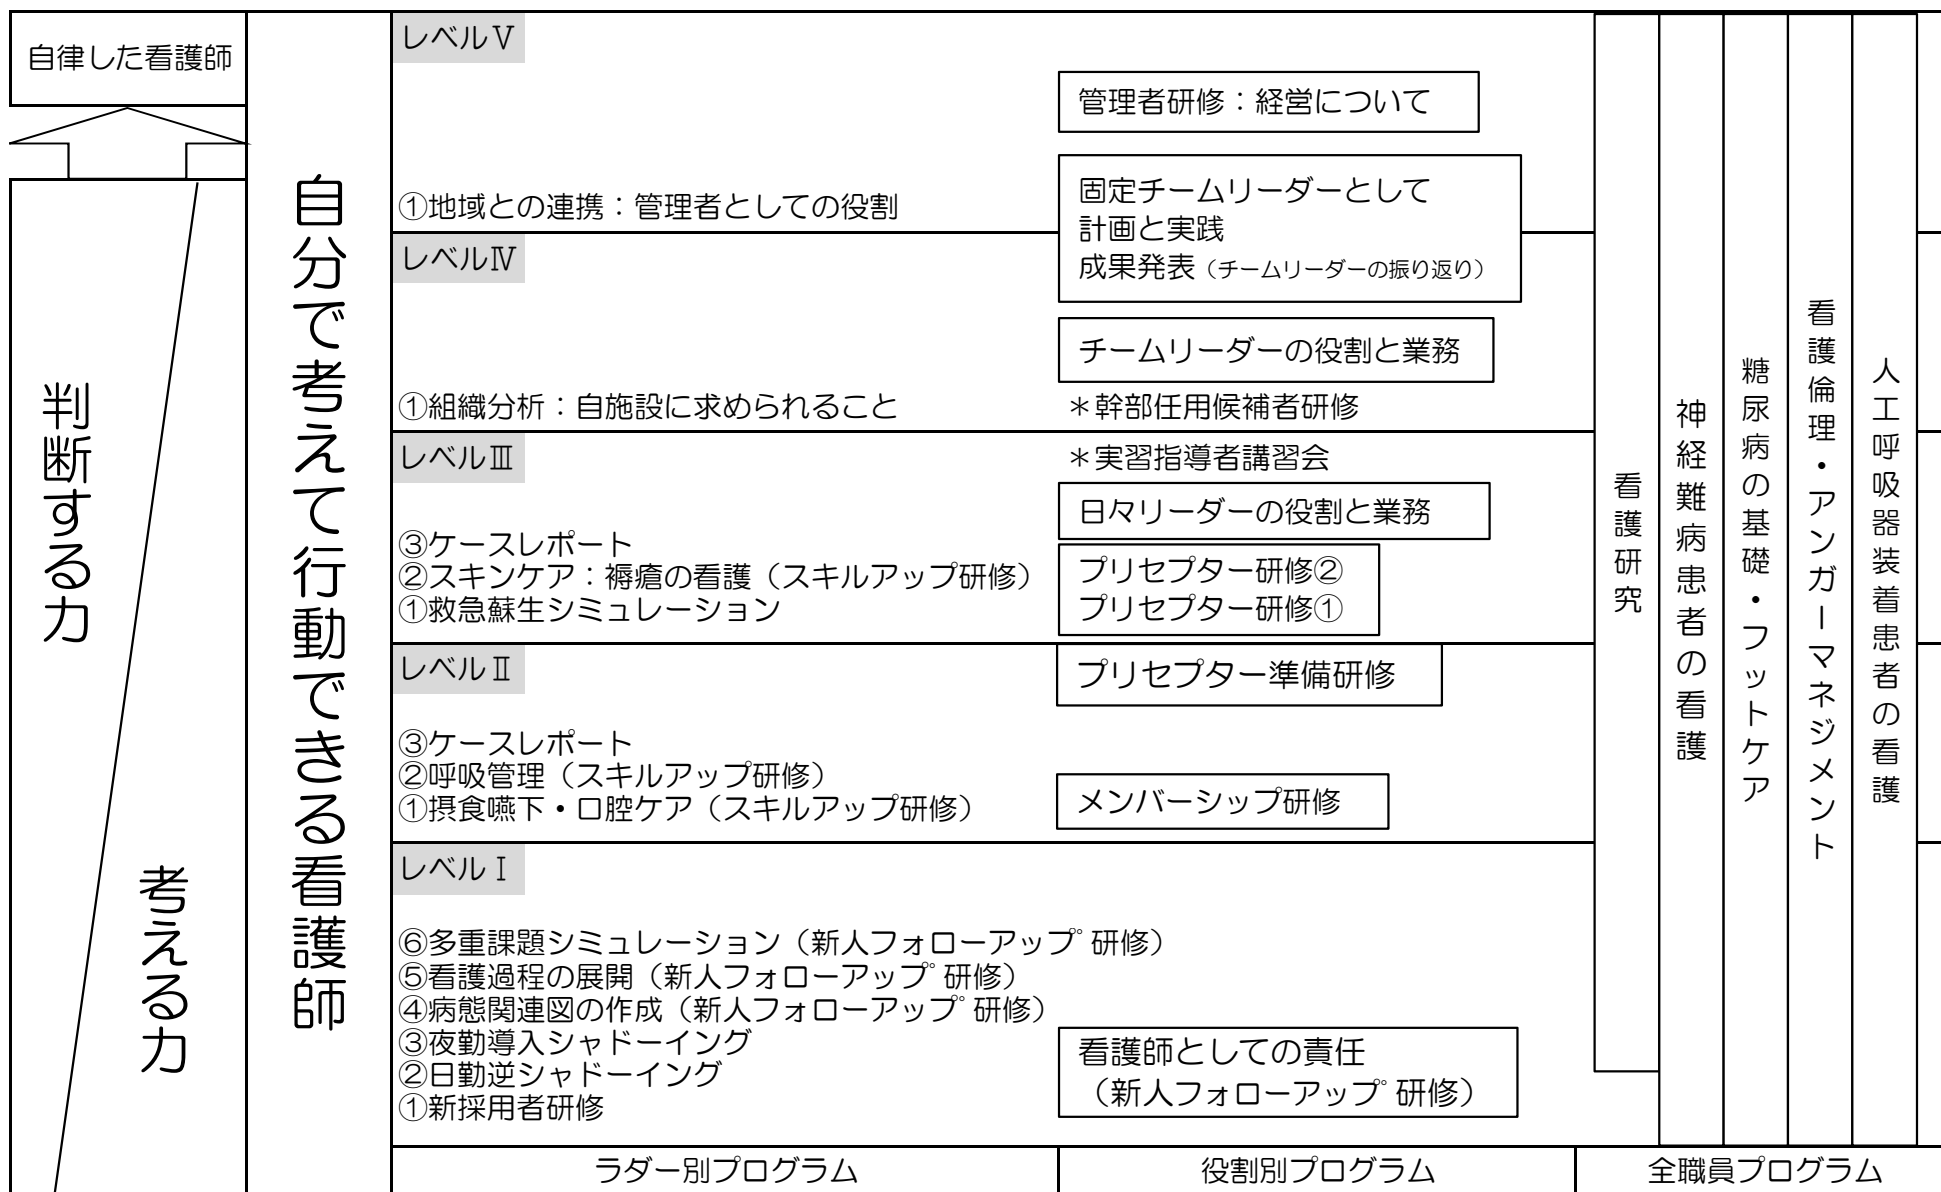 自律した看護師
判断する力
考える力
自分で考えて行動できる看護師
レベルⅤ
管理者研修：経営について
①地域との連携：管理者としての役割
固定チームリーダーとして
計画と実践
成果発表（チームリーダーの振り返り）
レベルⅣ
チームリーダーの役割と業務
①組織分析：自施設に求められること
＊幹部任用候補者研修
レベルⅢ
＊実習指導者講習会
日々リーダーの役割と業務
③ケースレポート
②スキンケア：褥瘡の看護（スキルアップ研修）
①救急蘇生シミュレーション
プリセプター研修②
プリセプター研修①
レベルⅡ
プリセプター準備研修
③ケースレポート
②呼吸管理（スキルアップ研修）
①摂食嚥下・口腔ケア（スキルアップ研修）
メンバーシップ研修
レベルⅠ
⑥多重課題シミュレーション（新人フォローアップ研修）
⑤看護過程の展開（新人フォローアップ研修）
④病態関連図の作成（新人フォローアップ研修）
③夜勤導入シャドーイング
②日勤逆シャドーイング
①新採用者研修
看護師としての責任
（新人フォローアップ研修）
看護研究
神経難病患者の看護
糖尿病の基礎・フットケア
看護倫理・アンガーマネジメント
人工呼吸器装着患者の看護
ラダー別プログラム
役割別プログラム
全職員プログラム